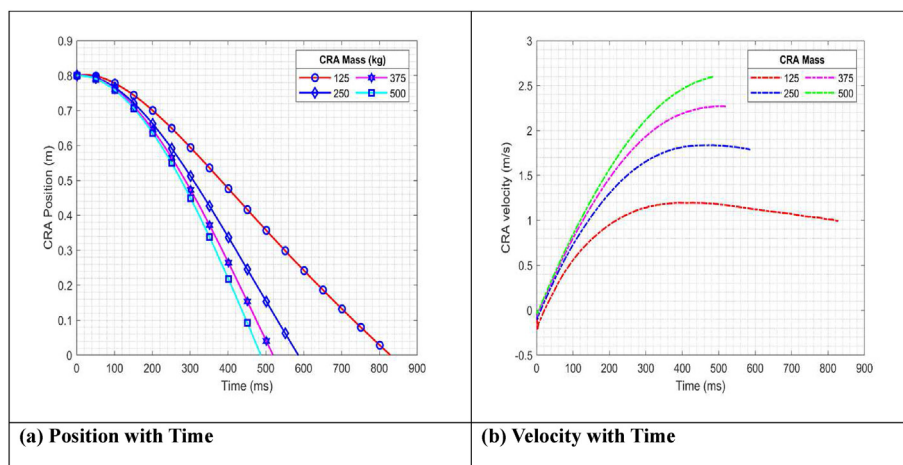 0.9
0.8
0.7
0.6
0.5
0.4
0.3
0.2
0.1
0
CRA Position (m)
CRA Mass (kg)
125 375
250 500
0 100 200 300 400 500 600 700 800 900
Time (ms)
3
2.5
2
1.5
1
0.5
0
-0.5
CRA velocity (m/s)
CRA Mass
125 375
250 500
0 100 200 300 400 500 600 700 800 900
Time (ms)
(a) Position with Time
(b) Velocity with Time